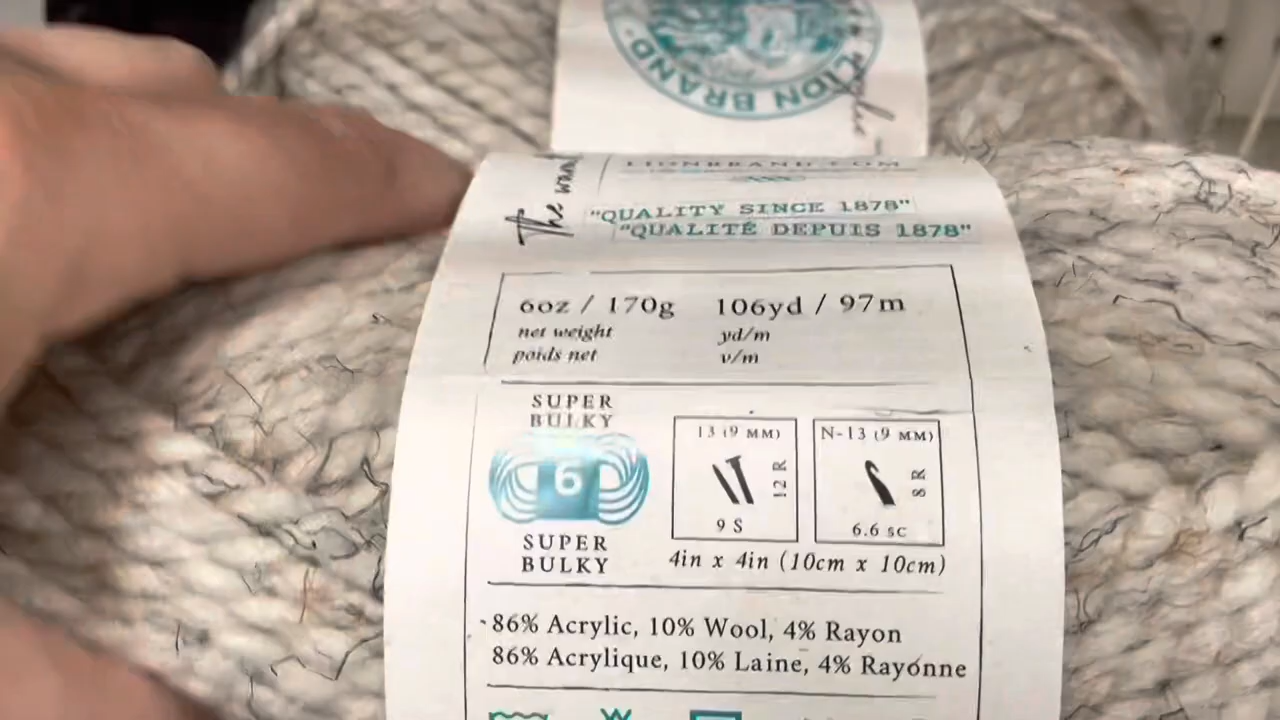 LION BRAND
The
LIONBRAND.COM
"QUALITY SINCE 1878"
"QUALITÉ DEPUIS 1878"
6oz / 170g 106yd / 97m
net weight yd/m
poids net v/m
SUPER
BULKY
6
SUPER
BULKY
13 (9 MM)
12 R
9 S
N-13 (9 MM)
8 R
6.6 sc
4in x 4in (10cm x 10cm)
86% Acrylic, 10% Wool, 4% Rayon
86% Acrylique, 10% Laine, 4% Rayonne